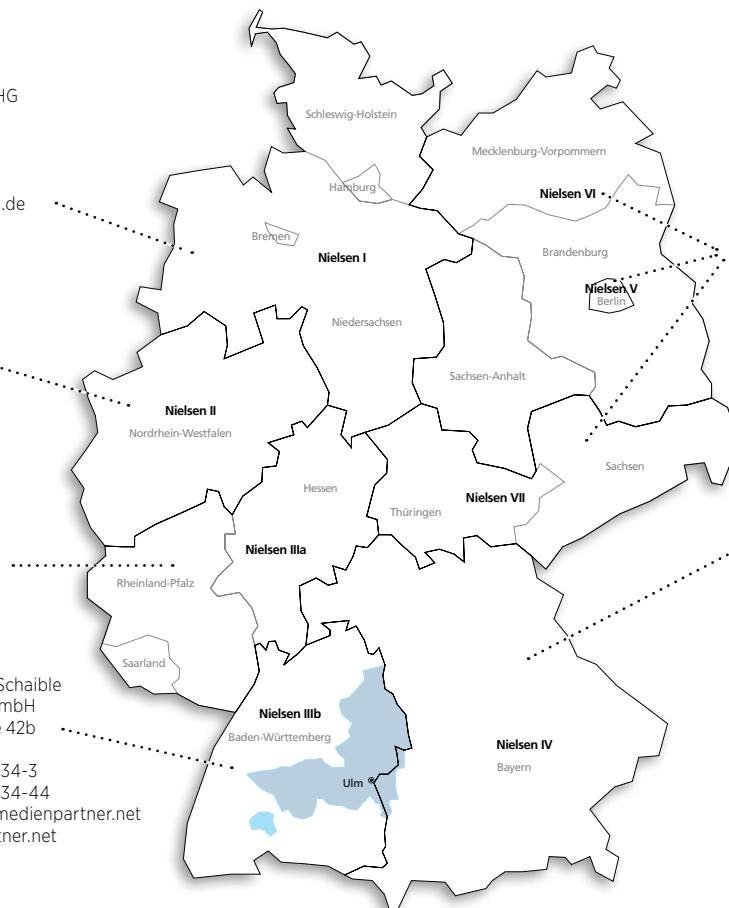 HG
.de
Schaible
mbH
e 42b
34-3
34-44
medienpartner.net
tner.net
Schleswig-Holstein
Mecklenburg-Vorpommern
Hamburg
Nielsen VI
Bremen
Nielsen I
Brandenburg
Nielsen V
Berlin
Niedersachsen
Sachsen-Anhalt
Nielsen II
Nordrhein-Westfalen
Hessen
Sachsen
Nielsen VII
Thüringen
Nielsen IIIa
Rheinland-Pfalz
Saarland
Nielsen IIIb
Baden-Württemberg
Nielsen IV
Bayern
Ulm